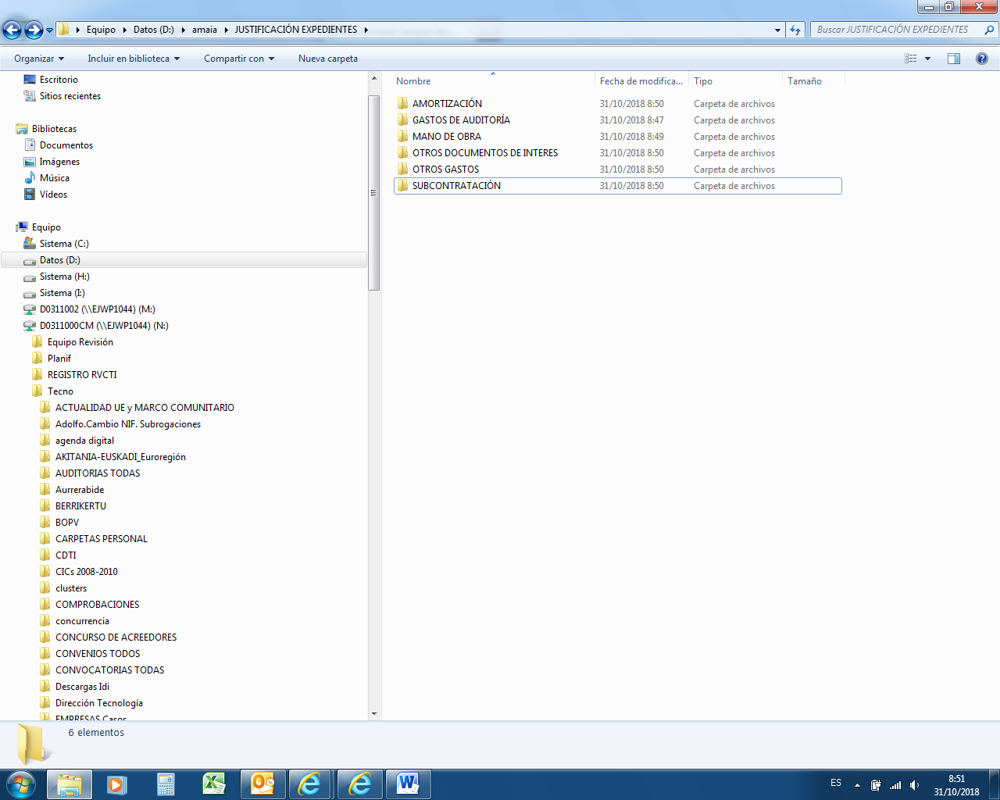 Equipo ▸ Datos (D:) ▸ amaia ▸ JUSTIFICACIÓN EXPEDIENTES ▸
Buscar JUSTIFICACIÓN EXPEDIENTES
Organizar Incluir en biblioteca Compartir con Nueva carpeta
Escritorio
Sitios recientes
Bibliotecas
Documentos
Imágenes
Música
Vídeos
Equipo
Sistema (C:)
Datos (D:)
Sistema (H:)
Sistema (I:)
D0311002 (\\EJWP1044) (M:)
D0311000CM (\\EJWP1044) (N:)
Equipo Revisión
Planif
REGISTRO RVCTI
Tecno
ACTUALIDAD UE y MARCO COMUNITARIO
Adolfo.Cambio NIF. Subrogaciones
agenda digital
AKITANIA-EUSKADI_Euroregión
AUDITORIAS TODAS
Aurrerabide
BERRIKERTU
BOPV
CARPETAS PERSONAL
CDTI
CICs 2008-2010
clusters
COMPROBACIONES
concurrencia
CONCURSO DE ACREEDORES
CONVENIOS TODOS
CONVOCATORIAS TODAS
Descargas Idi
Dirección Tecnología
EMPRESAS Casos
Nombre Fecha de modifica... Tipo Tamaño
AMORTIZACIÓN 31/10/2018 8:50 Carpeta de archivos
GASTOS DE AUDITORÍA 31/10/2018 8:47 Carpeta de archivos
MANO DE OBRA 31/10/2018 8:49 Carpeta de archivos
OTROS DOCUMENTOS DE INTERES 31/10/2018 8:50 Carpeta de archivos
OTROS GASTOS 31/10/2018 8:50 Carpeta de archivos
SUBCONTRATACIÓN 31/10/2018 8:50 Carpeta de archivos
6 elementos
ES
8:51
31/10/2018